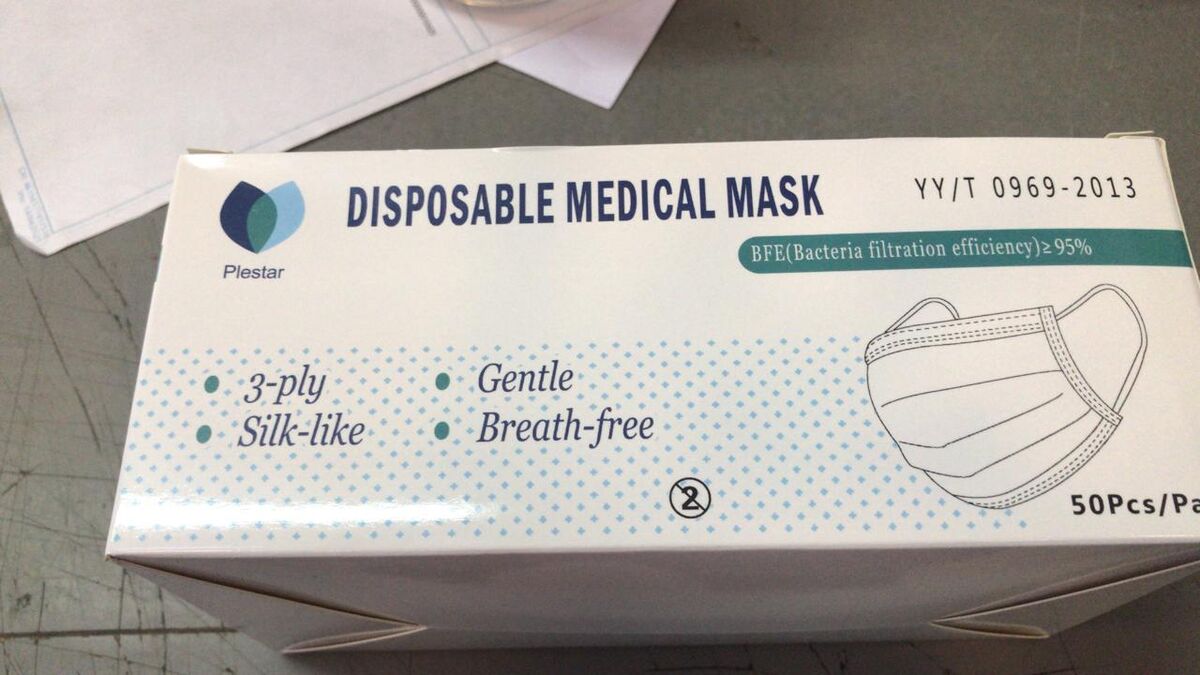 DISPOSABLE MEDICAL MASK
YY/T 0969-2013
BFE(Bacteria filtration efficiency)≥95%
Plestar
3-ply
Gentle
Silk-like
Breath-free
2
50Pcs/Pa